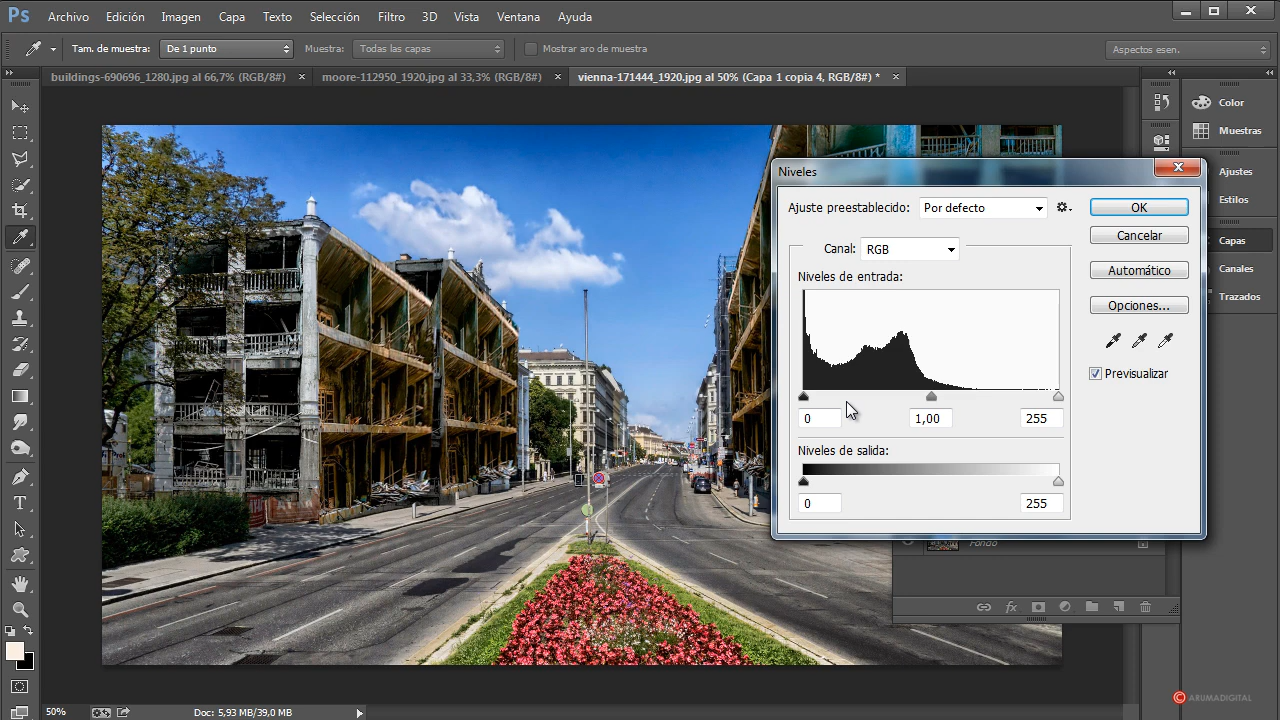 Ps Archivo Edición Imagen Capa Texto Selección Filtro 3D Vista Ventana Ayuda
Tam. de muestra: De 1 punto Muestra: Todas las capas Mostrar aro de muestra Aspectos esen.
buildings-690696_1280.jpg al 66,7% (RGB/8#) × moore-112950_1920.jpg al 33,3% (RGB/8#) × vienna-171444_1920.jpg al 50% (Capa 1 copia 4, RGB/8#) * ×
Color
Muestras
Ajustes
Estilos
Capas
Canales
Trazados
Niveles
Ajuste preestablecido: Por defecto
OK
Canal: RGB
Cancelar
Niveles de entrada:
Automático
Opciones...
Previsualizar
0 1,00 255
Niveles de salida:
0 255
Fondo
fx
T
50% Doc: 5,93 MB/39,0 MB
© ARUMADIGITAL